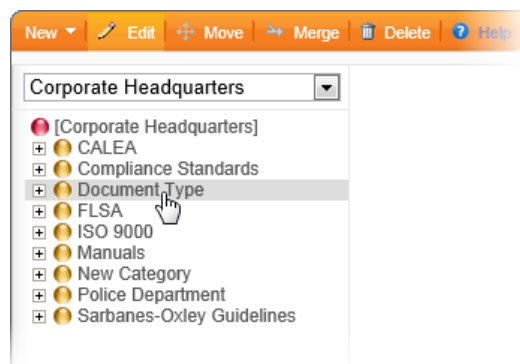 New Edit Move Merge Delete Help
Corporate Headquarters
[Corporate Headquarters]
CALEA
Compliance Standards
Document Type
FLSA
ISO 9000
Manuals
New Category
Police Department
Sarbanes-Oxley Guidelines